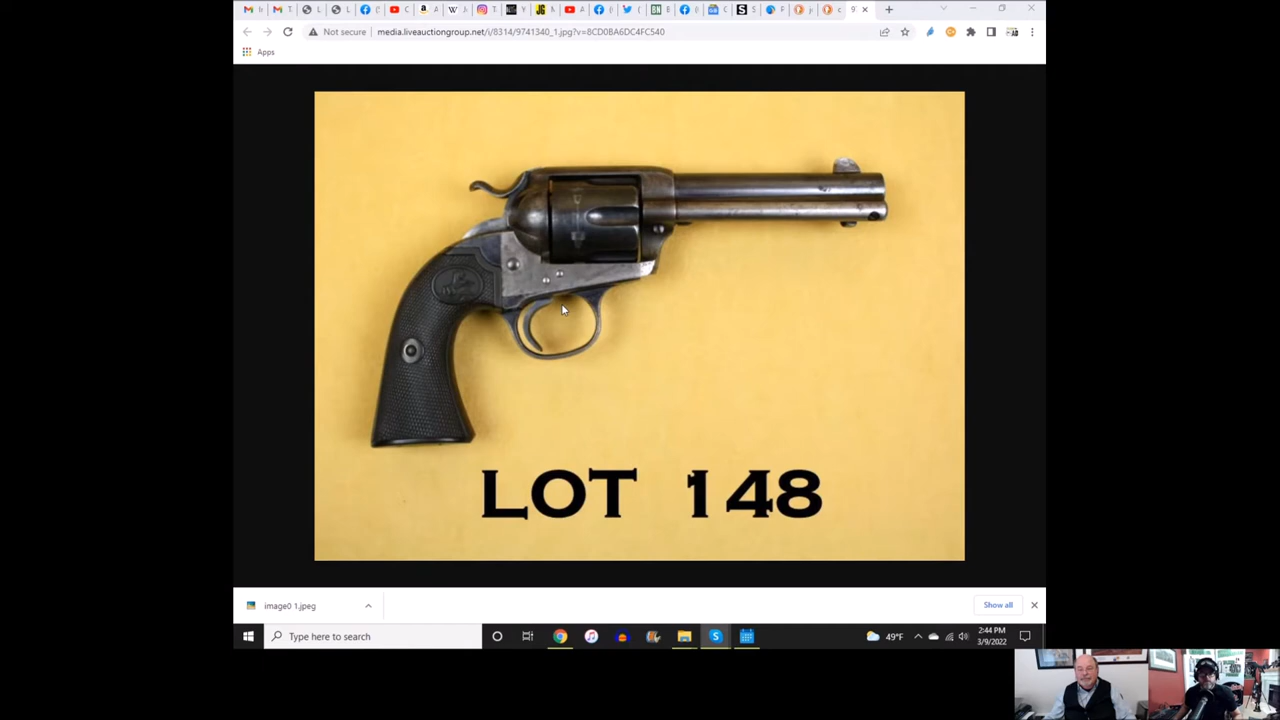 Not secure
media.liveauctiongroup.net/i/8314/9741340_1.jpg?v=8CD0BA6DC4FC540
Apps
LOT 148
image0 1.jpeg
Show all
Type here to search
49°F
2:44 PM
3/9/2022